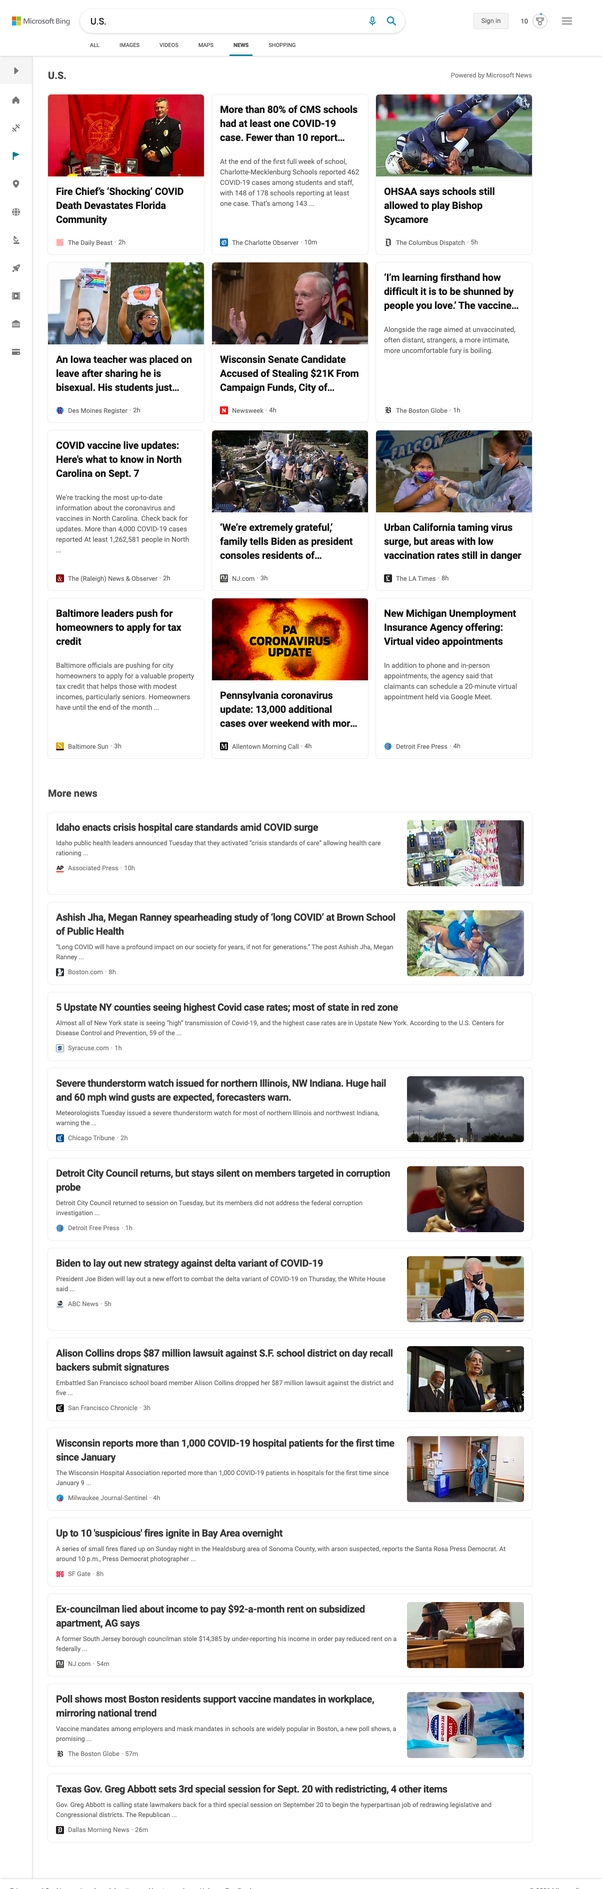 Microsoft Bing
U.S.
Sign in
10
ALL
IMAGES
VIDEOS
MAPS
NEWS
SHOPPING
U.S.
Powered by Microsoft News
Fire Chief's 'Shocking' COVID
Death Devastates Florida
Community
The Daily Beast · 2h
More than 80% of CMS schools
had at least one COVID-19
case. Fewer than 10 report...
At the end of the first full week of school,
Charlotte-Mecklenburg Schools reported 462
COVID-19 cases among students and staff,
with 148 of 178 schools reporting at least
one case. That's among 143 ...
The Charlotte Observer · 10m
OHSAA says schools still
allowed to play Bishop
Sycamore
The Columbus Dispatch · 5h
An Iowa teacher was placed on
leave after sharing he is
bisexual. His students just...
Des Moines Register · 2h
Wisconsin Senate Candidate
Accused of Stealing $21K From
Campaign Funds, City of...
Newsweek · 4h
'I'm learning firsthand how
difficult it is to be shunned by
people you love.' The vaccine...
Alongside the rage aimed at unvaccinated,
often distant, strangers, a more intimate,
more uncomfortable fury is boiling.
The Boston Globe · 1h
COVID vaccine live updates:
Here's what to know in North
Carolina on Sept. 7
We're tracking the most up-to-date
information about the coronavirus and
vaccines in North Carolina. Check back for
updates. More than 4,000 COVID-19 cases
reported At least 1,262,581 people in North
...
The (Raleigh) News & Observer · 2h
'We're extremely grateful,'
family tells Biden as president
consoles residents of...
NJ.com · 3h
FALCON
Urban California taming virus
surge, but areas with low
vaccination rates still in danger
The LA Times · 8h
Baltimore leaders push for
homeowners to apply for tax
credit
Baltimore officials are pushing for city
homeowners to apply for a valuable property
tax credit that helps those with modest
incomes, particularly seniors. Homeowners
have until the end of the month ...
Baltimore Sun · 3h
PA
CORONAVIRUS
UPDATE
Pennsylvania coronavirus
update: 13,000 additional
cases over weekend with mor...
Allentown Morning Call · 4h
New Michigan Unemployment
Insurance Agency offering:
Virtual video appointments
In addition to phone and in-person
appointments, the agency said that
claimants can schedule a 20-minute virtual
appointment held via Google Meet.
Detroit Free Press · 4h
More news
Idaho enacts crisis hospital care standards amid COVID surge
Idaho public health leaders announced Tuesday that they activated "crisis standards of care" allowing health care
rationing ...
AP Associated Press · 10h
Ashish Jha, Megan Ranney spearheading study of 'long COVID' at Brown School
of Public Health
"Long COVID will have a profound impact on our society for years, if not for generations." The post Ashish Jha, Megan
Ranney ...
Boston.com · 8h
5 Upstate NY counties seeing highest Covid case rates; most of state in red zone
Almost all of New York state is seeing "high" transmission of Covid-19, and the highest case rates are in Upstate New York. According to the U.S. Centers for
Disease Control and Prevention, 59 of the ...
Syracuse.com · 1h
Severe thunderstorm watch issued for northern Illinois, NW Indiana. Huge hail
and 60 mph wind gusts are expected, forecasters warn.
Meteorologists Tuesday issued a severe thunderstorm watch for most of northern Illinois and northwest Indiana,
warning the ...
Chicago Tribune · 2h
Detroit City Council returns, but stays silent on members targeted in corruption
probe
Detroit City Council returned to session on Tuesday, but its members did not address the federal corruption
investigation ...
Detroit Free Press · 1h
Biden to lay out new strategy against delta variant of COVID-19
President Joe Biden will lay out a new effort to combat the delta variant of COVID-19 on Thursday, the White House
said ...
ABC News · 5h
Alison Collins drops $87 million lawsuit against S.F. school district on day recall
backers submit signatures
Embattled San Francisco school board member Alison Collins dropped her $87 million lawsuit against the district and
five ...
San Francisco Chronicle · 3h
Wisconsin reports more than 1,000 COVID-19 hospital patients for the first time
since January
The Wisconsin Hospital Association reported more than 1,000 COVID-19 patients in hospitals for the first time since
January 9 ...
Milwaukee Journal-Sentinel · 4h
Up to 10 'suspicious' fires ignite in Bay Area overnight
A series of small fires flared up on Sunday night in the Healdsburg area of Sonoma County, with arson suspected, reports the Santa Rosa Press Democrat. At
around 10 p.m., Press Democrat photographer ...
SF Gate · 8h
Ex-councilman lied about income to pay $92-a-month rent on subsidized
apartment, AG says
A former South Jersey borough councilman stole $14,385 by under-reporting his income in order pay reduced rent on a
federally ...
NJ.com · 54m
Poll shows most Boston residents support vaccine mandates in workplace,
mirroring national trend
Vaccine mandates among employers and mask mandates in schools are widely popular in Boston, a new poll shows, a
promising ...
The Boston Globe · 57m
Texas Gov. Greg Abbott sets 3rd special session for Sept. 20 with redistricting, 4 other items
Gov. Greg Abbott is calling state lawmakers back for a third special session on September 20 to begin the hyperpartisan job of redrawing legislative and
Congressional districts. The Republican ...
Dallas Morning News · 26m